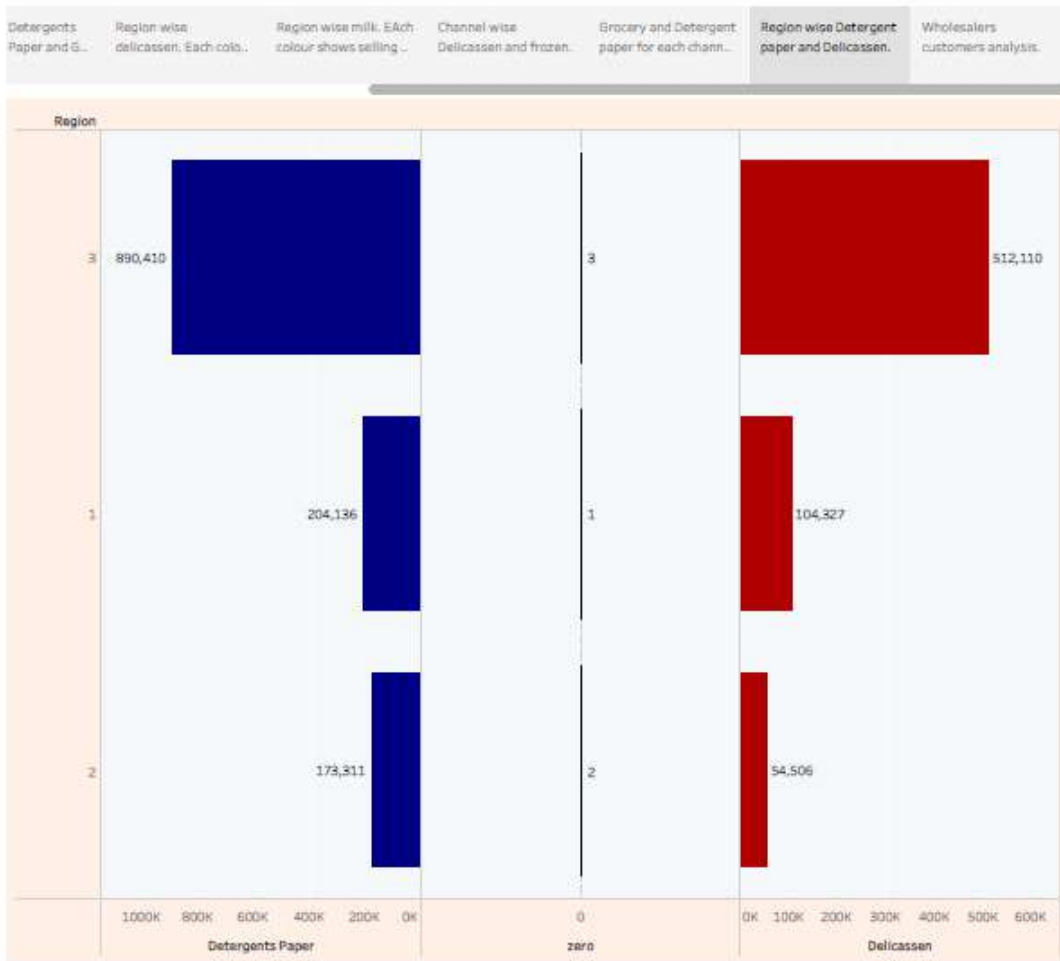 Detergents
Paper and G..
Region wise
delicassen. Each colo..
Region wise milk. EAch
colour shows selling ..
Channel wise
Delicassen and frozen.
Grocery and Detergent
paper for each chann..
Region wise Detergent
paper and Delicassen.
Wholesalers
customers analysis.
Region
3 890,410 3 512,110
1 204,136 1 104,327
2 173,311 2 54,506
1000K 800K 600K 400K 200K 0K 0 0K 100K 200K 300K 400K 500K 600K
Detergents Paper zero Delicassen